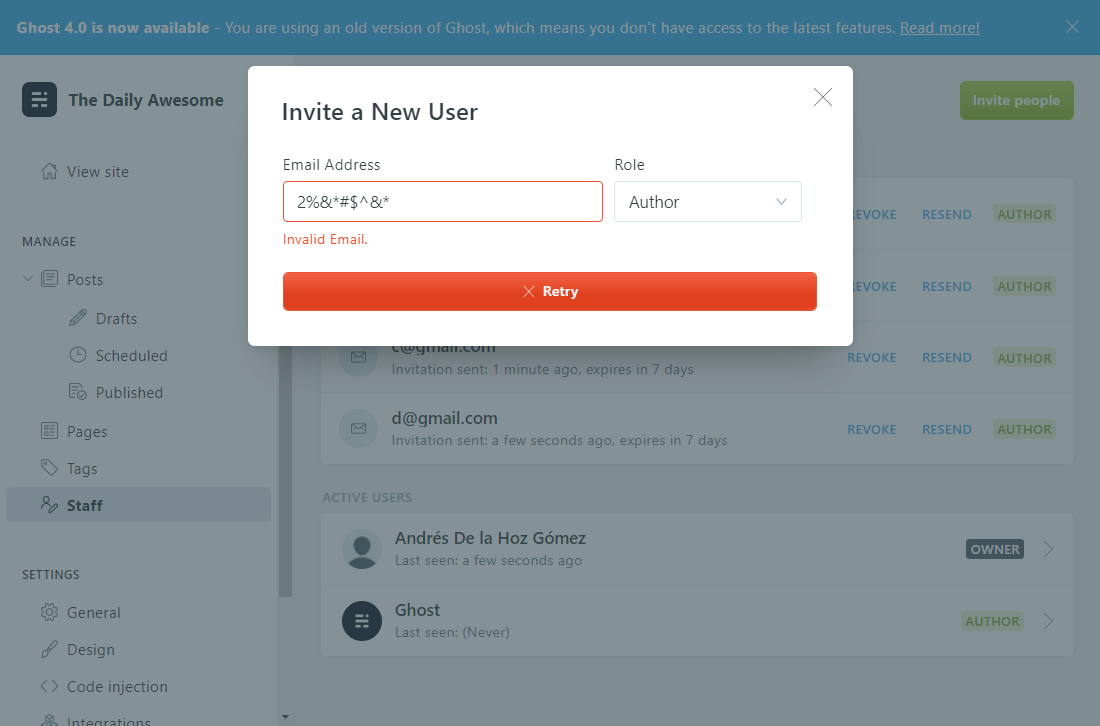 Ghost 4.0 is now available - You are using an old version of Ghost, which means you don't have access to the latest features. Read more!
The Daily Awesome
Invite people
View site
MANAGE
Posts
Drafts
Scheduled
Published
Pages
Tags
Staff
SETTINGS
General
Design
Code injection
Integrations
Invite a New User
Email Address
Role
2%&*#$^&*
Author
Invalid Email.
Retry
RESEND AUTHOR
RESEND AUTHOR
c@gmail.com
Invitation sent: 1 minute ago, expires in 7 days
REVOKE RESEND AUTHOR
d@gmail.com
Invitation sent: a few seconds ago, expires in 7 days
REVOKE RESEND AUTHOR
ACTIVE USERS
Andrés De la Hoz Gómez
Last seen: a few seconds ago
OWNER
Ghost
Last seen: (Never)
AUTHOR